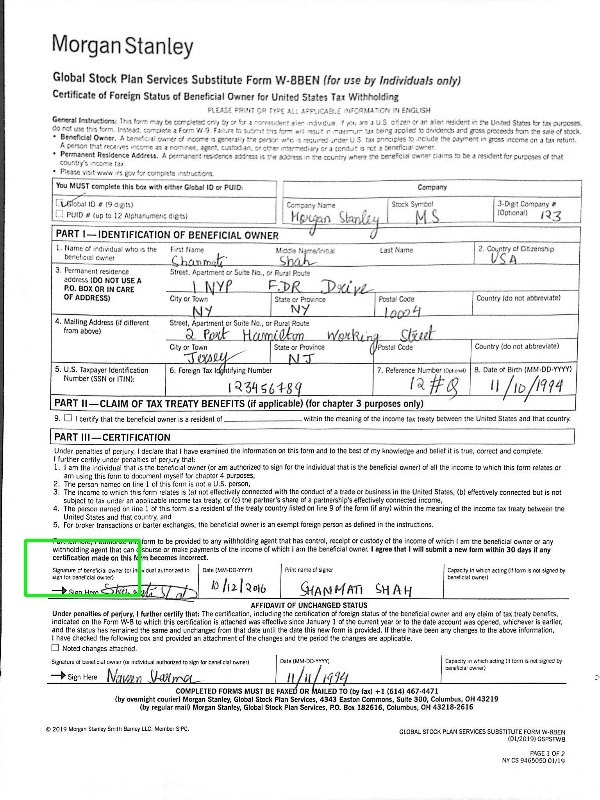 Morgan Stanley
Global Stock Plan Services Substitute Form W-8BEN (for use by Individuals only)
Certificate of Foreign Status of Beneficial Owner for United States Tax Withholding
PLEASE PRINT OR TYPE ALL APPLICABLE INFORMATION IN ENGLISH
General Instructions: This form may be completed only by or for a nonresident alien individual. If you are a U.S. citizen or an alien resident in the United States for tax purposes,
do not use this form. Instead, complete a Form W-9. Failure to submit this form will result in maximum tax being applied to dividends and gross proceeds from the sale of stock.
• Beneficial Owner. A beneficial owner of income is generally the person who is required under U.S. tax principles to include the payment in gross income on a tax return.
A person who receives income as a nominee, agent, custodian, or other intermediary or a conduit is not a beneficial owner.
• Permanent Residence Address. A permanent residence address is the address in the country where the beneficial owner claims to be a resident for purposes of that
country's income tax.
• Please visit www.irs.gov for complete instructions.
You MUST complete this box with either Global ID or PUID: Company
Global ID # (9 digits) Company Name Stock Symbol 3-Digit Company #
PUID # (up to 12 Alphanumeric digits) Morgan Stanley MS (Optional) 123
PART I—IDENTIFICATION OF BENEFICIAL OWNER
1. Name of individual who is the First Name Middle Name/Initial Last Name 2. Country of Citizenship
beneficial owner Shanmati Shah USA
3. Permanent residence Street, Apartment or Suite No., or Rural Route
address (DO NOT USE A 1 NYP FDR Drive
P.O. BOX OR IN CARE City or Town State or Province Postal Code Country (do not abbreviate)
OF ADDRESS) NY NY 10004
4. Mailing Address (if different Street, Apartment or Suite No., or Rural Route
from above) 2 Port Hamilton Working Street
City or Town State or Province Postal Code Country (do not abbreviate)
Jersey NJ
5. U.S. Taxpayer Identification 6. Foreign Tax Identifying Number 7. Reference Number (Optional) 8. Date of Birth (MM-DD-YYYY)
Number (SSN or ITIN): 123456789 12#Q 11/10/1994
PART II—CLAIM OF TAX TREATY BENEFITS (if applicable) (for chapter 3 purposes only)
9. I certify that the beneficial owner is a resident of within the meaning of the income tax treaty between the United States and that country.
PART III—CERTIFICATION
Under penalties of perjury, I declare that I have examined the information on this form and to the best of my knowledge and belief it is true, correct and complete.
I further certify under penalties of perjury that:
1. I am the individual that is the beneficial owner (or am authorized to sign for the individual that is the beneficial owner) of all the income to which this form relates or
am using this form to document myself for chapter 4 purposes,
2. The person named on line 1 of this form is not a U.S. person,
3. The income to which this form relates is (a) not effectively connected with the conduct of a trade or business in the United States, (b) effectively connected but is not
subject to tax under an applicable income tax treaty, or (c) the partner's share of a partnership's effectively connected income,
4. The person named on line 1 of this form is a resident of the treaty country listed on line 9 of the form (if any) within the meaning of the income tax treaty between the
United States and that country, and
5. For broker transactions or barter exchanges, the beneficial owner is an exempt foreign person as defined in the instructions.
Furthermore, I authorize this form to be provided to any withholding agent that has control, receipt or custody of the income of which I am the beneficial owner or any
withholding agent that can disburse or make payments of the income of which I am the beneficial owner. I agree that I will submit a new form within 30 days if any
certification made on this form becomes incorrect.
Signature of beneficial owner (or individual authorized to Date (MM-DD-YYYY) Print name of signer Capacity in which acting (if form is not signed by
sign for beneficial owner) beneficial owner)
Sign Here 10/12/2016 SHANMATI SHAH
AFFIDAVIT OF UNCHANGED STATUS
Under penalties of perjury, I further certify that: The certification, including the certification of foreign status of the beneficial owner and any claim of tax treaty benefits,
indicated on the Form W-8 to which this certification is attached was effective since January 1 of the current year or to the date account was opened, whichever is earlier,
and the status has remained the same and unchanged from that date until the date this new form is provided. If there have been any changes to the above information,
I have checked the following box and provided an attachment of the changes and the period the changes are applicable.
Noted changes attached.
Signature of beneficial owner (or individual authorized to sign for beneficial owner) Date (MM-DD-YYYY) Capacity in which acting (if form is not signed by
beneficial owner)
Sign Here Naveen Sharma 11/11/1994
COMPLETED FORMS MUST BE FAXED OR MAILED TO (by fax) +1 (614) 467-4471
(by overnight courier) Morgan Stanley, Global Stock Plan Services, 4343 Easton Commons, Suite 300, Columbus, OH 43219
(by regular mail) Morgan Stanley, Global Stock Plan Services, P.O. Box 182616, Columbus, OH 43218-2616
© 2019 Morgan Stanley Smith Barney LLC. Member SIPC.
GLOBAL STOCK PLAN SERVICES SUBSTITUTE FORM W-8BEN
(01/2019) GSPSFWB
PAGE 1 OF 2
NY CS 9465050 01/19